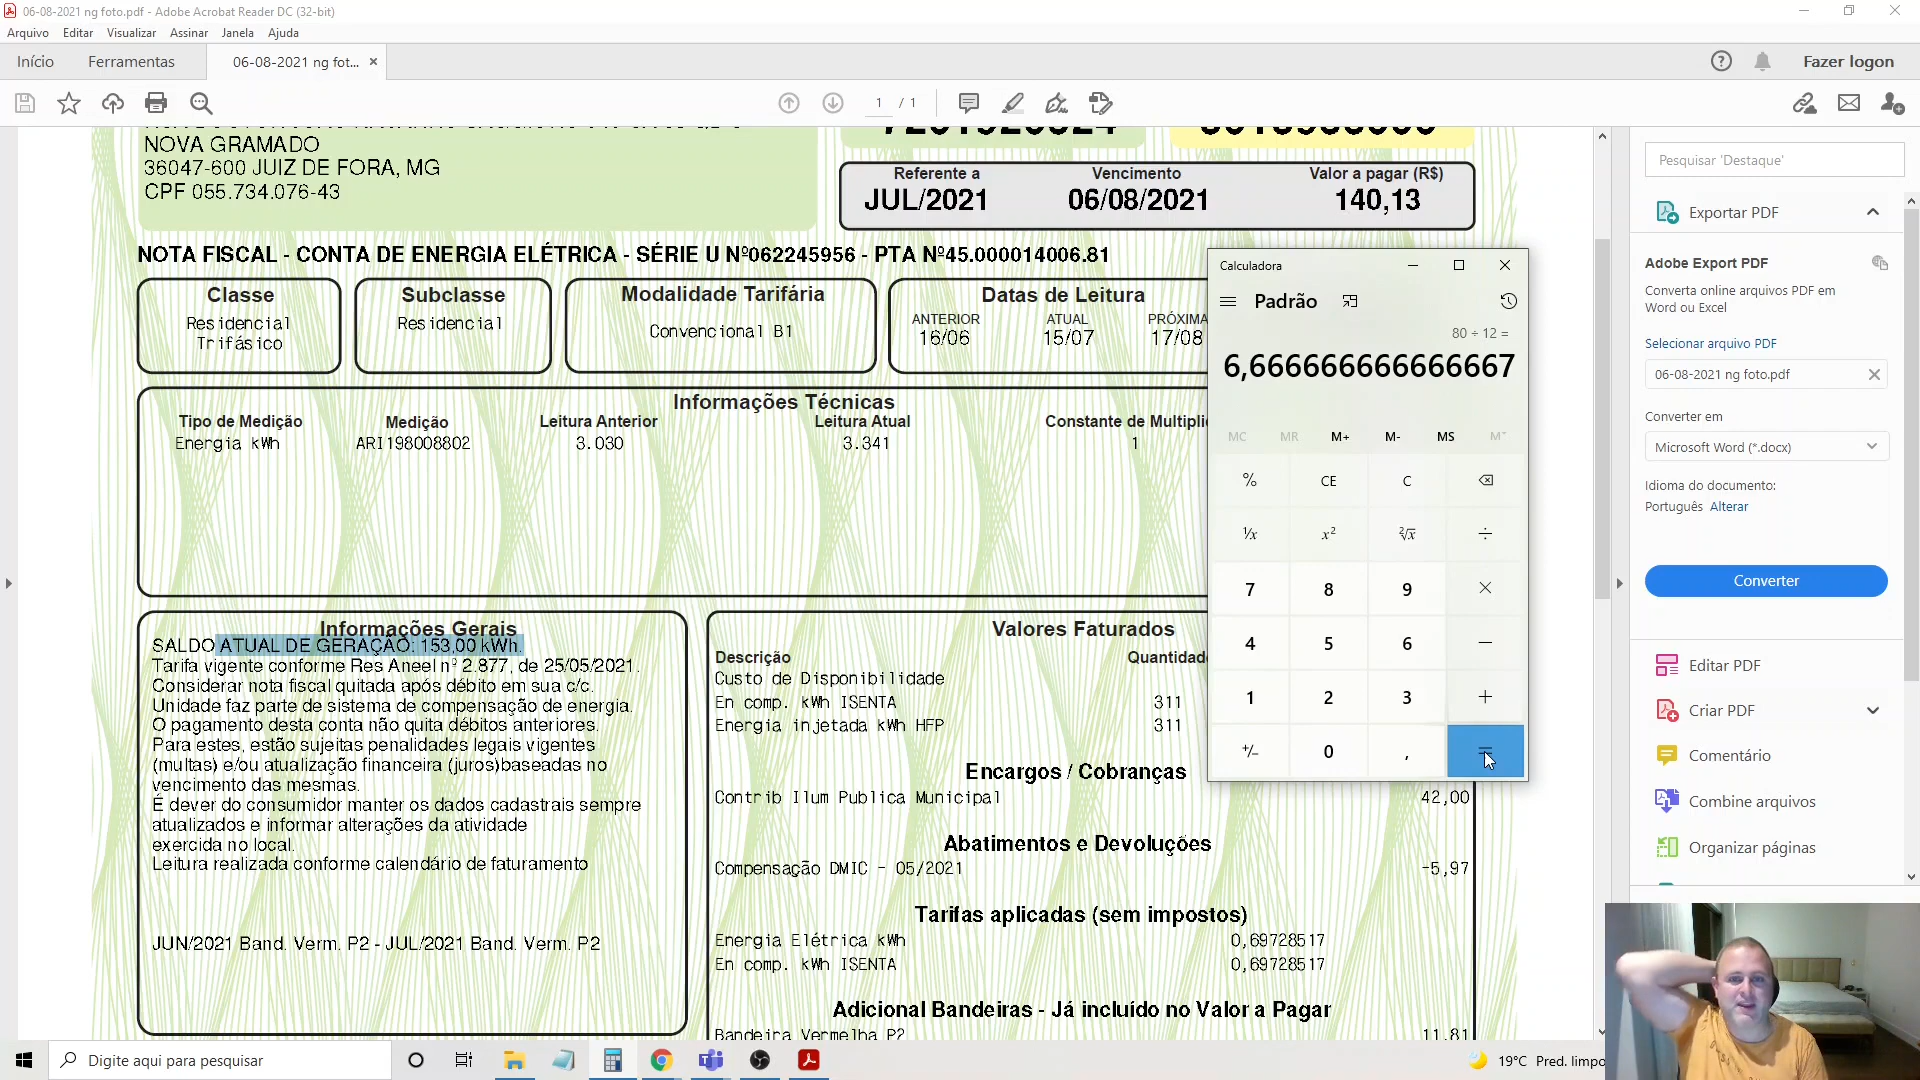 06-08-2021 ng foto.pdf - Adobe Acrobat Reader DC (32-bit)
Arquivo Editar Visualizar Assinar Janela Ajuda
Início Ferramentas 06-08-2021 ng fot... Fazer logon
1 / 1
NOVA GRAMADO
36047-600 JUIZ DE FORA, MG
CPF 055.734.076-43
Referente a Vencimento Valor a pagar (R$)
JUL/2021 06/08/2021 140,13
NOTA FISCAL - CONTA DE ENERGIA ELÉTRICA - SÉRIE U Nº062245956 - PTA Nº45.000014006.81
Classe
Residencial
Trifásico
Subclasse
Residencial
Modalidade Tarifária
Convencional B1
Datas de Leitura
ANTERIOR ATUAL PRÓXIMA
16/06 15/07 17/08
Informações Técnicas
Tipo de Medição Medição Leitura Anterior Leitura Atual Constante de Multipli
Energia kWh ARI198008802 3.030 3.341 1
Informações Gerais
SALDO ATUAL DE GERAÇÃO: 153,00 kWh.
Tarifa vigente conforme Res Aneel nº 2.877, de 25/05/2021.
Considerar nota fiscal quitada após débito em sua c/c.
Unidade faz parte de sistema de compensação de energia.
O pagamento desta conta não quita débitos anteriores.
Para estes, estão sujeitas penalidades legais vigentes
(multas) e/ou atualização financeira (juros)baseadas no
vencimento das mesmas.
É dever do consumidor manter os dados cadastrais sempre
atualizados e informar alterações da atividade
exercida no local.
Leitura realizada conforme calendário de faturamento
JUN/2021 Band. Verm. P2 - JUL/2021 Band. Verm. P2
Valores Faturados
Descrição Quantidad
Custo de Disponibilidade
En comp. kWh ISENTA 311
Energia injetada kWh HFP 311
Encargos / Cobranças
Contrib Ilum Publica Municipal 42,00
Abatimentos e Devoluções
Compensação DMIC - 05/2021 -5,97
Tarifas aplicadas (sem impostos)
Energia Elétrica kWh 0,69728517
En comp. kWh ISENTA 0,69728517
Adicional Bandeiras - Já incluído no Valor a Pagar
Bandeira Vermelha P2 11,81
Calculadora
Padrão
80 ÷ 12 =
6,666666666666667
MC MR M+ M- MS M˅
% CE C
¹/x x² ²√x ÷
7 8 9 ×
4 5 6 −
1 2 3 +
+/- 0 , =
Pesquisar 'Destaque'
Exportar PDF
Adobe Export PDF
Converta online arquivos PDF em
Word ou Excel
Selecionar arquivo PDF
06-08-2021 ng foto.pdf
Converter em
Microsoft Word (*.docx)
Idioma do documento:
Português Alterar
Converter
Editar PDF
Criar PDF
Comentário
Combine arquivos
Organizar páginas
Digite aqui para pesquisar
19°C Pred. limpo